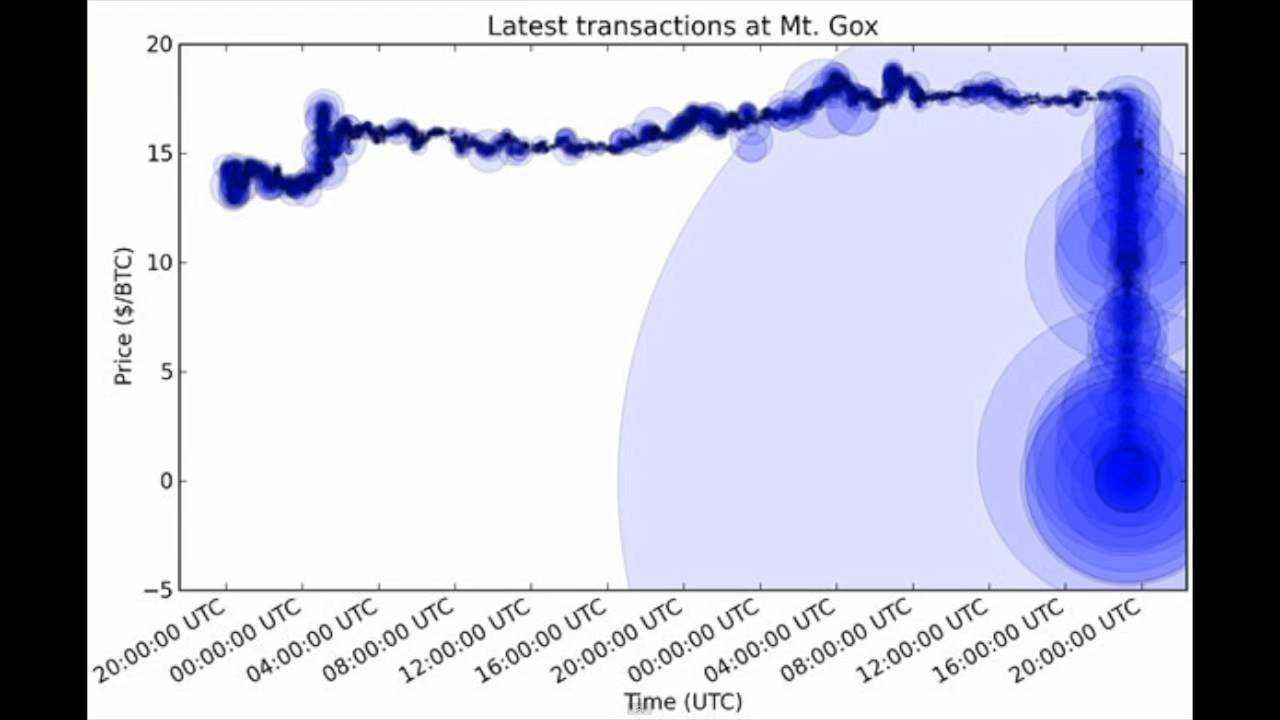 Latest transactions at Mt. Gox
20
15
10
5
0
−5
Price ($/BTC)
20:00:00 UTC
00:00:00 UTC
04:00:00 UTC
08:00:00 UTC
12:00:00 UTC
16:00:00 UTC
20:00:00 UTC
00:00:00 UTC
04:00:00 UTC
08:00:00 UTC
12:00:00 UTC
16:00:00 UTC
20:00:00 UTC
Time (UTC)